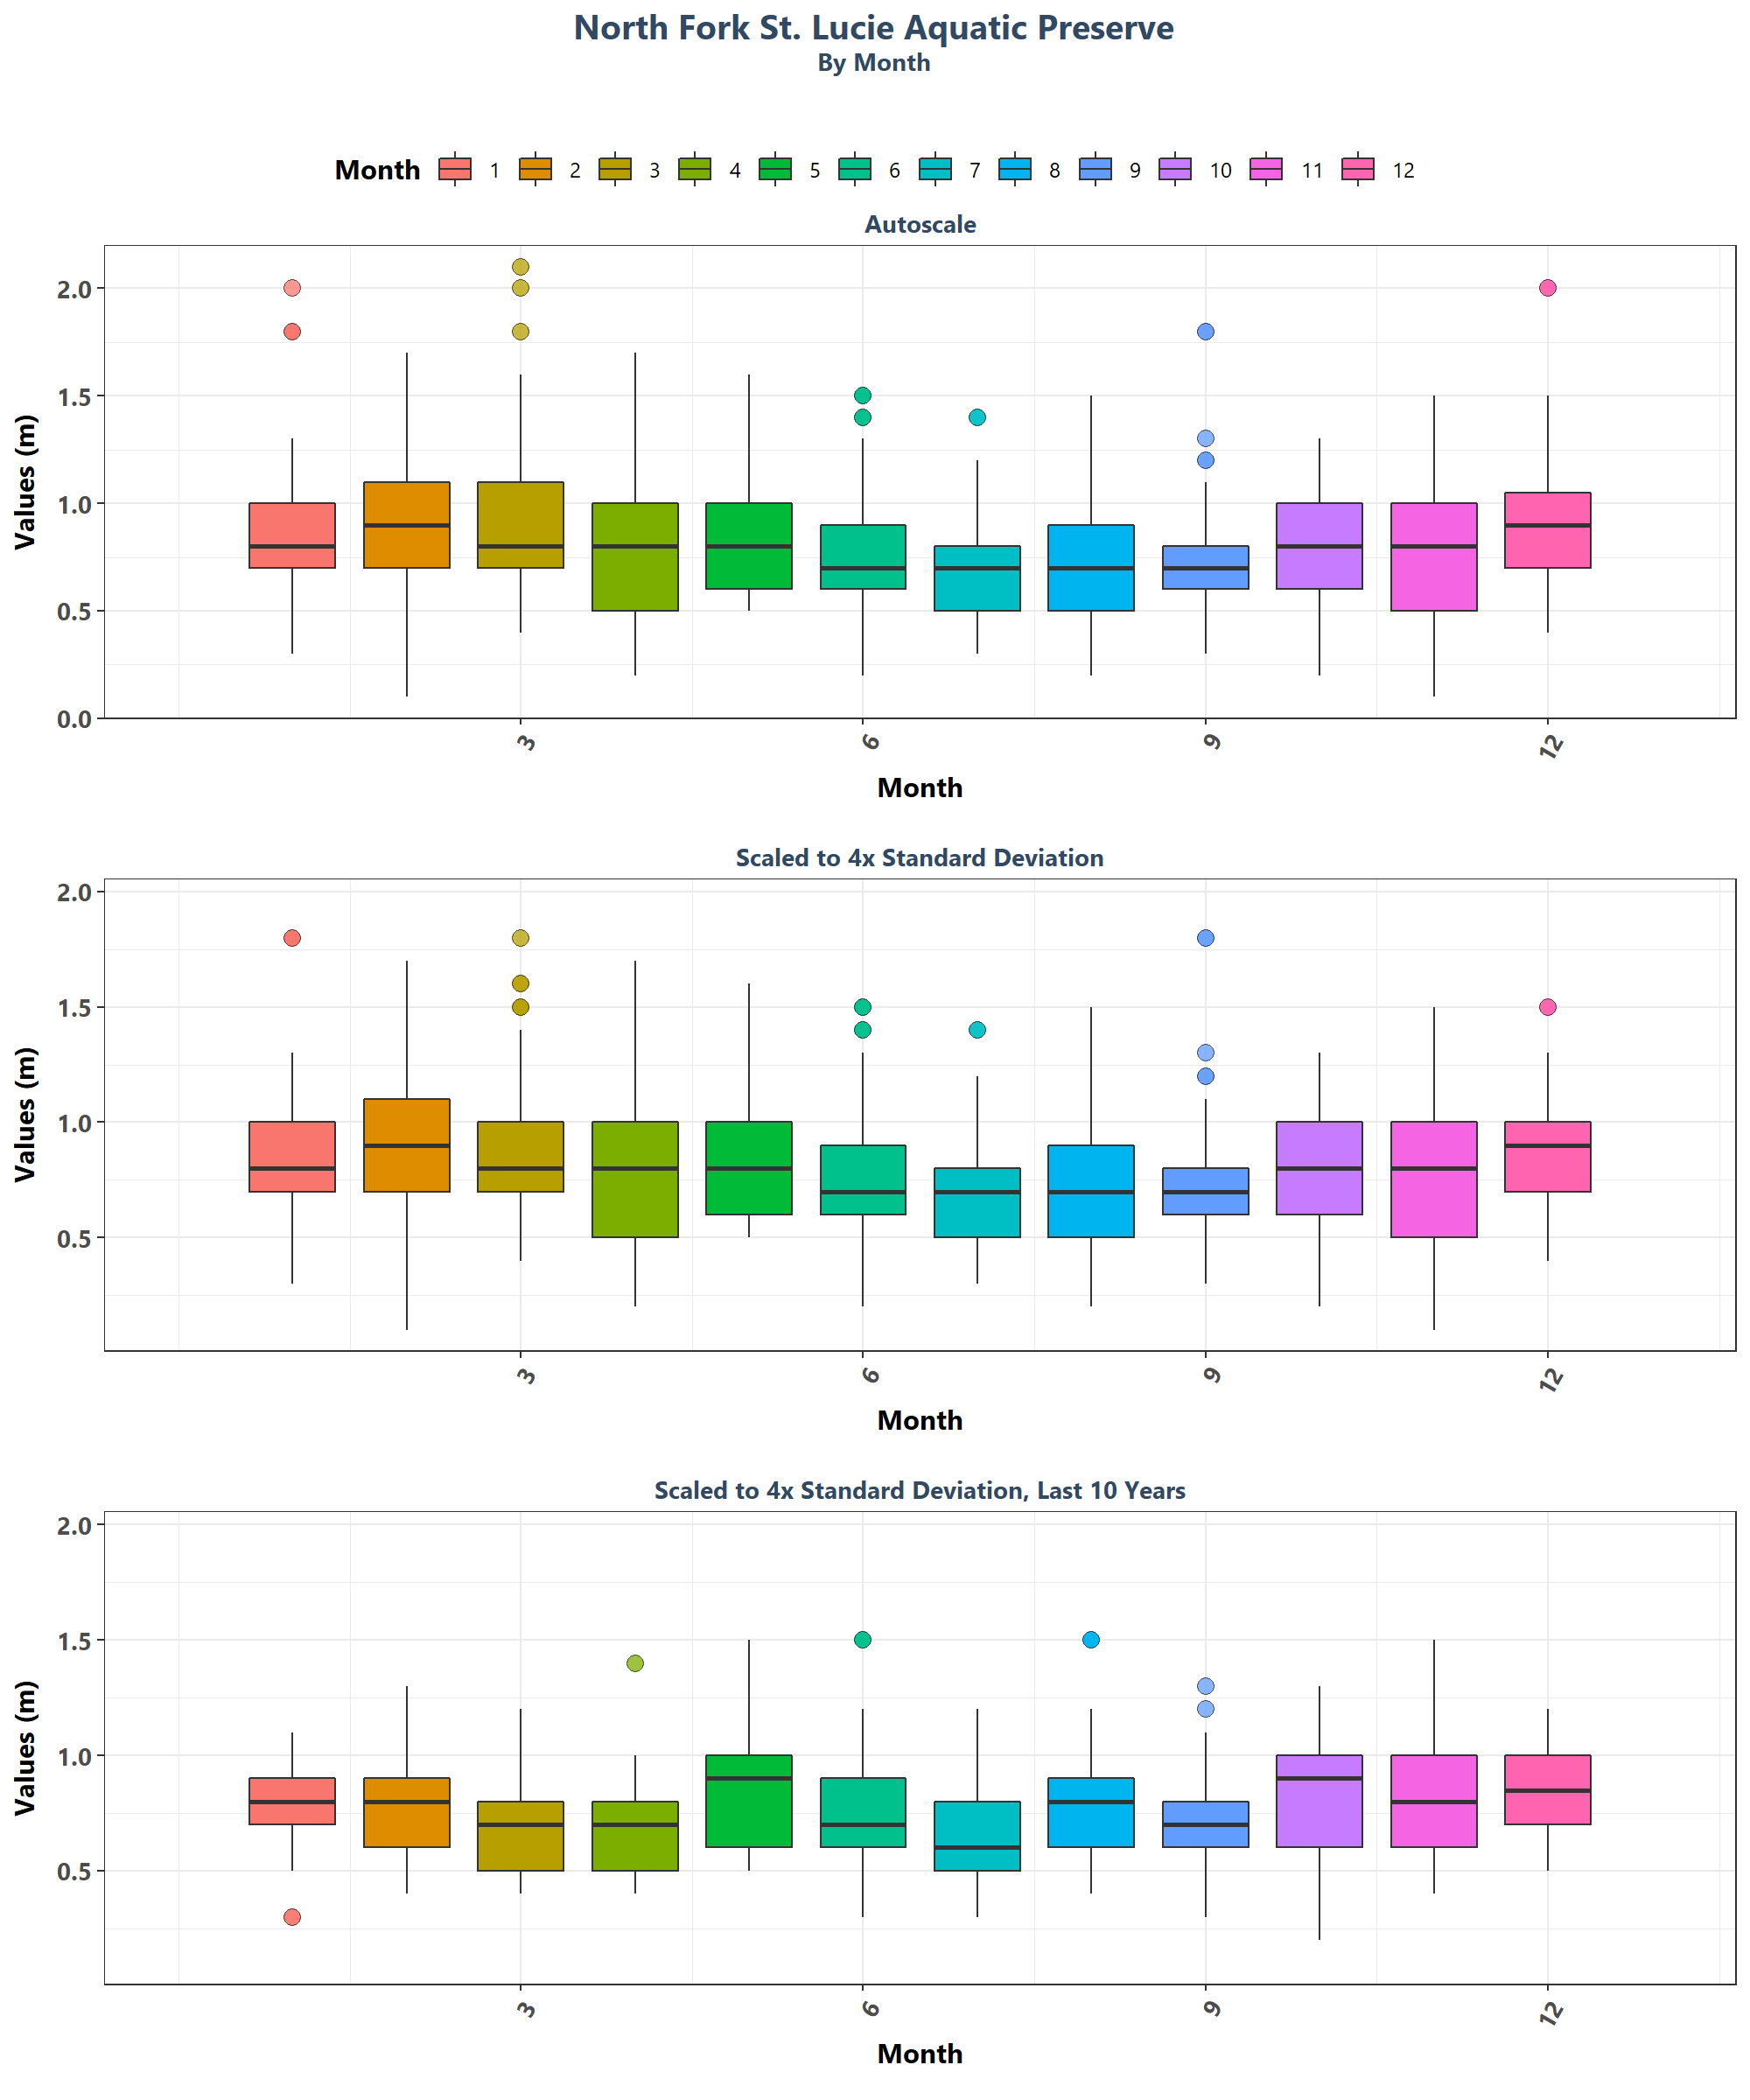 North Fork St. Lucie Aquatic Preserve
By Month
Month 1 2 3 4 5 6 7 8 9 10 11 12
Autoscale
Values (m)
2.0
1.5
1.0
0.5
0.0
3 6 9 12
Month
Scaled to 4x Standard Deviation
Values (m)
2.0
1.5
1.0
0.5
3 6 9 12
Month
Scaled to 4x Standard Deviation, Last 10 Years
Values (m)
2.0
1.5
1.0
0.5
3 6 9 12
Month